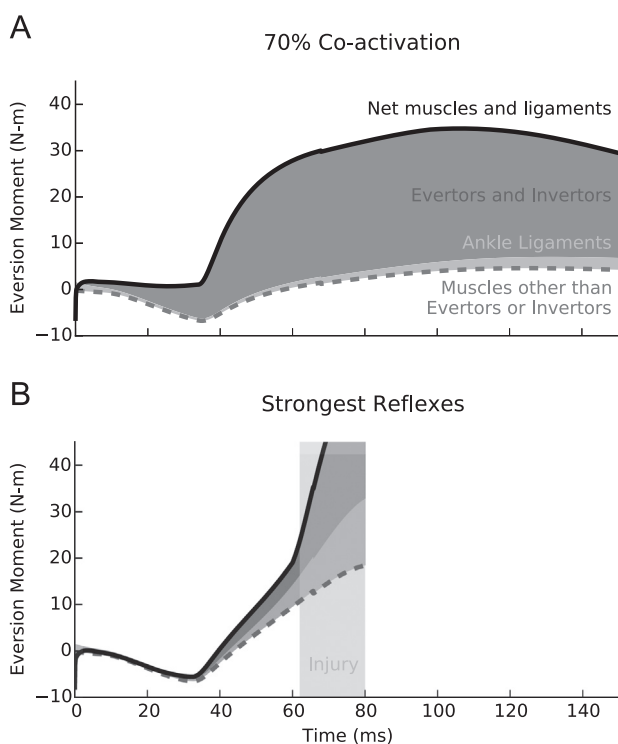 A
70% Co-activation
Eversion Moment (N-m)
40
30
20
10
0
−10
Net muscles and ligaments
Evertors and Invertors
Ankle Ligaments
Muscles other than
Evertors or Invertors
B
Strongest Reflexes
Eversion Moment (N-m)
40
30
20
10
0
−10
Injury
0
20
40
60
80
100
120
140
Time (ms)